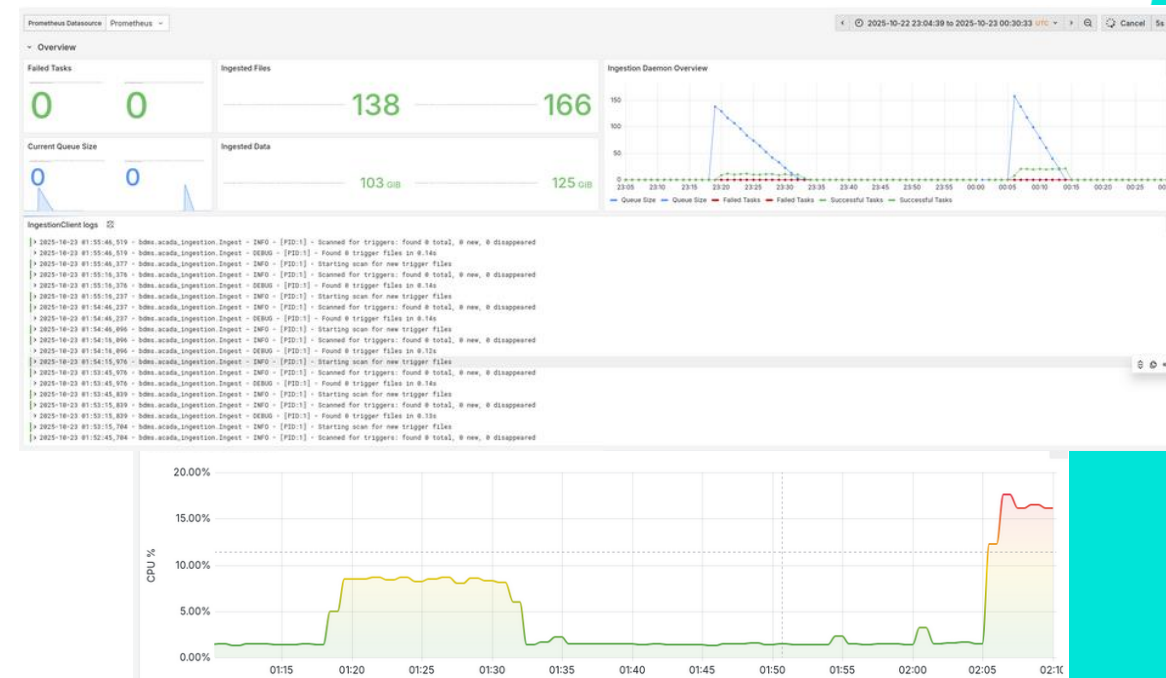 Prometheus Datasource Prometheus
2025-10-22 23:04:39 to 2025-10-23 00:30:33 UTC Cancel 5s
Overview
Failed Tasks
0 0
Ingested Files
138 166
Current Queue Size
0 0
Ingested Data
103 GiB 125 GiB
Ingestion Daemon Overview
150
100
50
0
23:05 23:10 23:15 23:20 23:25 23:30 23:35 23:40 23:45 23:50 23:55 00:00 00:05 00:10 00:15 00:20 00:25
Queue Size Queue Size Failed Tasks Failed Tasks Successful Tasks Successful Tasks
IngestionClient logs
2025-10-23 01:55:46,519 - bdms.acada_ingestion.Ingest - INFO - [PID:1] - Scanned for triggers: found 0 total, 0 new, 0 disappeared
2025-10-23 01:55:46,519 - bdms.acada_ingestion.Ingest - DEBUG - [PID:1] - Found 0 trigger files in 0.14s
2025-10-23 01:55:46,377 - bdms.acada_ingestion.Ingest - INFO - [PID:1] - Starting scan for new trigger files
2025-10-23 01:55:16,376 - bdms.acada_ingestion.Ingest - INFO - [PID:1] - Scanned for triggers: found 0 total, 0 new, 0 disappeared
2025-10-23 01:55:16,376 - bdms.acada_ingestion.Ingest - DEBUG - [PID:1] - Found 0 trigger files in 0.14s
2025-10-23 01:55:16,237 - bdms.acada_ingestion.Ingest - INFO - [PID:1] - Starting scan for new trigger files
2025-10-23 01:54:46,237 - bdms.acada_ingestion.Ingest - INFO - [PID:1] - Scanned for triggers: found 0 total, 0 new, 0 disappeared
2025-10-23 01:54:46,237 - bdms.acada_ingestion.Ingest - DEBUG - [PID:1] - Found 0 trigger files in 0.14s
2025-10-23 01:54:46,096 - bdms.acada_ingestion.Ingest - INFO - [PID:1] - Starting scan for new trigger files
2025-10-23 01:54:16,096 - bdms.acada_ingestion.Ingest - INFO - [PID:1] - Scanned for triggers: found 0 total, 0 new, 0 disappeared
2025-10-23 01:54:16,096 - bdms.acada_ingestion.Ingest - DEBUG - [PID:1] - Found 0 trigger files in 0.12s
2025-10-23 01:54:15,976 - bdms.acada_ingestion.Ingest - INFO - [PID:1] - Starting scan for new trigger files
2025-10-23 01:53:45,976 - bdms.acada_ingestion.Ingest - INFO - [PID:1] - Scanned for triggers: found 0 total, 0 new, 0 disappeared
2025-10-23 01:53:45,976 - bdms.acada_ingestion.Ingest - DEBUG - [PID:1] - Found 0 trigger files in 0.14s
2025-10-23 01:53:45,839 - bdms.acada_ingestion.Ingest - INFO - [PID:1] - Starting scan for new trigger files
2025-10-23 01:53:15,839 - bdms.acada_ingestion.Ingest - INFO - [PID:1] - Scanned for triggers: found 0 total, 0 new, 0 disappeared
2025-10-23 01:53:15,839 - bdms.acada_ingestion.Ingest - DEBUG - [PID:1] - Found 0 trigger files in 0.13s
2025-10-23 01:53:15,704 - bdms.acada_ingestion.Ingest - INFO - [PID:1] - Starting scan for new trigger files
2025-10-23 01:52:45,704 - bdms.acada_ingestion.Ingest - INFO - [PID:1] - Scanned for triggers: found 0 total, 0 new, 0 disappeared
20.00%
15.00%
10.00%
5.00%
0.00%
CPU %
01:15 01:20 01:25 01:30 01:35 01:40 01:45 01:50 01:55 02:00 02:05 02:10